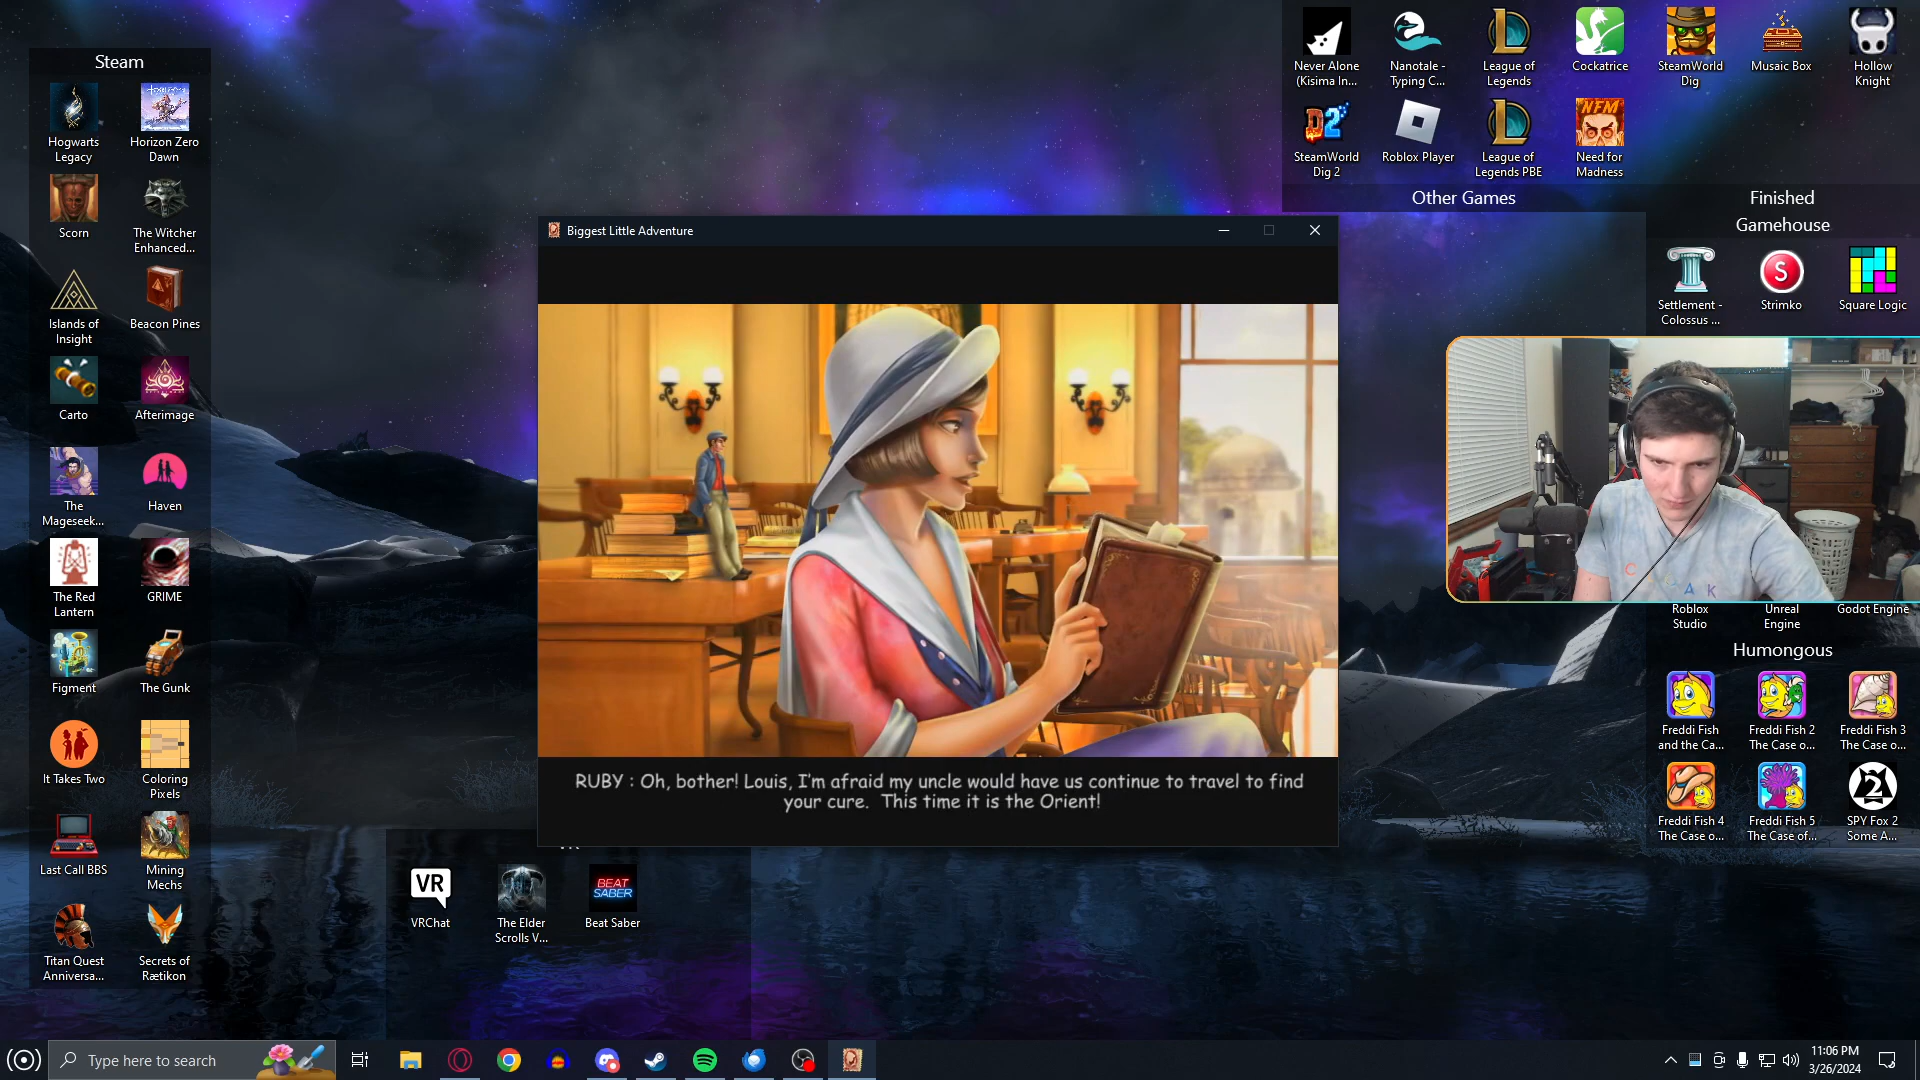 Steam
Hogwarts
Legacy
Horizon Zero
Dawn
Scorn
The Witcher
Enhanced...
Islands of
Insight
Beacon Pines
Carto
Afterimage
The
Mageseek...
Haven
The Red
Lantern
GRIME
Figment
The Gunk
It Takes Two
Coloring
Pixels
Last Call BBS
Mining
Mechs
Titan Quest
Anniversa...
Secrets of
Rætikon
Never Alone
(Kisima In...
Nanotale -
Typing C...
League of
Legends
Cockatrice
SteamWorld
Dig
Musaic Box
Hollow
Knight
D2
NFM
SteamWorld
Dig 2
Roblox Player
League of
Legends PBE
Need for
Madness
Other Games
Finished
Gamehouse
S
Settlement -
Colossus ...
Strimko
Square Logic
Biggest Little Adventure
RUBY : Oh, bother! Louis, I'm afraid my uncle would have us continue to travel to find
your cure. This time it is the Orient!
Roblox
Studio
Unreal
Engine
Godot Engine
Humongous
Freddi Fish
and the Ca...
Freddi Fish 2
The Case o...
Freddi Fish 3
The Case o...
2
Freddi Fish 4
The Case o...
Freddi Fish 5
The Case of...
SPY Fox 2
Some A...
VR
BEAT
SABER
VRChat
The Elder
Scrolls V...
Beat Saber
Type here to search
11:06 PM
3/26/2024